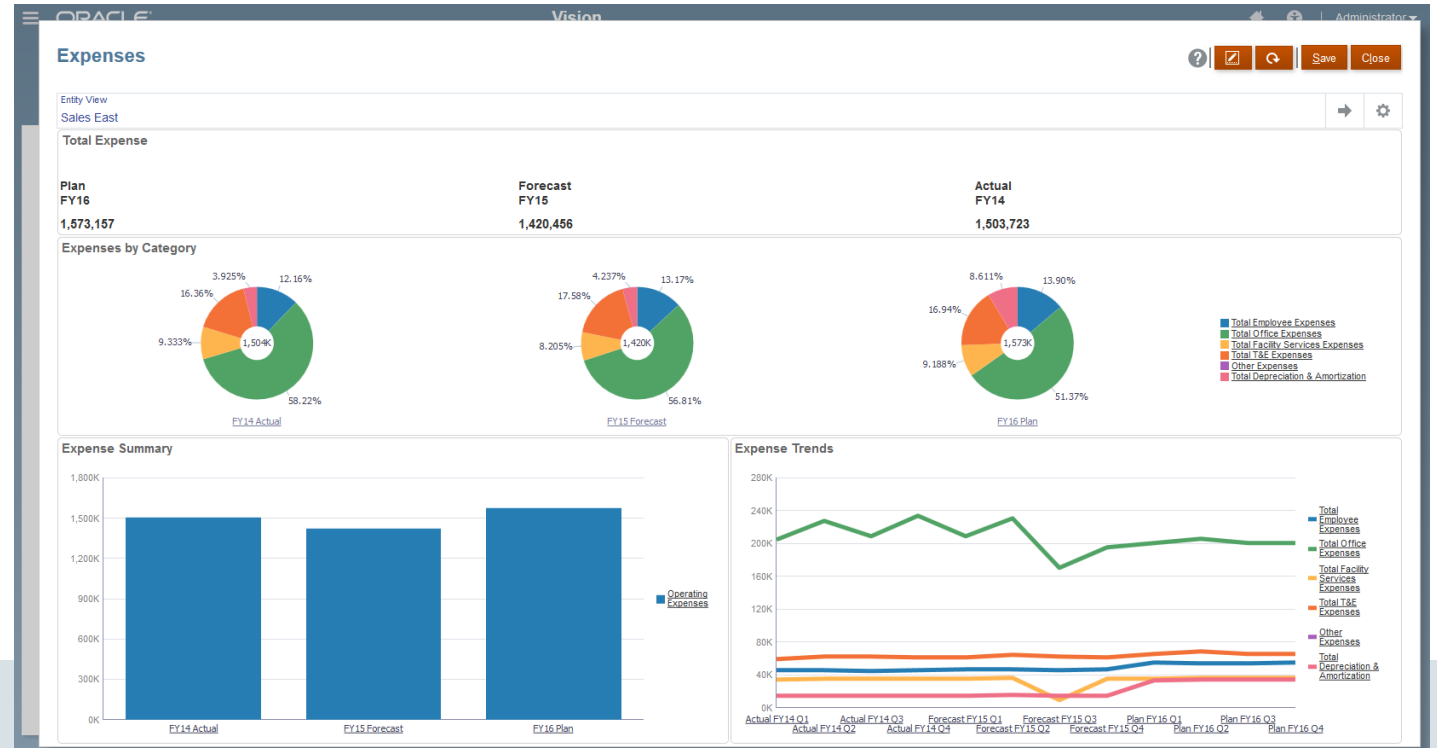 ORACLE
Vision
Administrator
Expenses
Save
Close
Entity View
Sales East
Total Expense
Plan
FY16
1,573,157
Forecast
FY15
1,420,456
Actual
FY14
1,503,723
Expenses by Category
3.925%
12.16%
16.36%
9.333%
1,504K
58.22%
FY14 Actual
4.237%
13.17%
17.58%
8.205%
1,420K
56.81%
FY15 Forecast
8.611%
13.90%
16.94%
9.188%
1,573K
51.37%
FY16 Plan
Total Employee Expenses
Total Office Expenses
Total Facility Services Expenses
Total T&E Expenses
Other Expenses
Total Depreciation & Amortization
Expense Summary
1,800K
1,500K
1,200K
900K
600K
300K
0K
FY14 Actual
FY15 Forecast
FY16 Plan
Operating
Expenses
Expense Trends
280K
240K
200K
160K
120K
80K
40K
0K
Actual FY14 Q1
Actual FY14 Q2
Actual FY14 Q3
Actual FY14 Q4
Forecast FY15 Q1
Forecast FY15 Q2
Forecast FY15 Q3
Forecast FY15 Q4
Plan FY16 Q1
Plan FY16 Q2
Plan FY16 Q3
Plan FY16 Q4
Total
Employee
Expenses
Total Office
Expenses
Total Facility
Services
Expenses
Total T&E
Expenses
Other
Expenses
Total
Depreciation &
Amortization